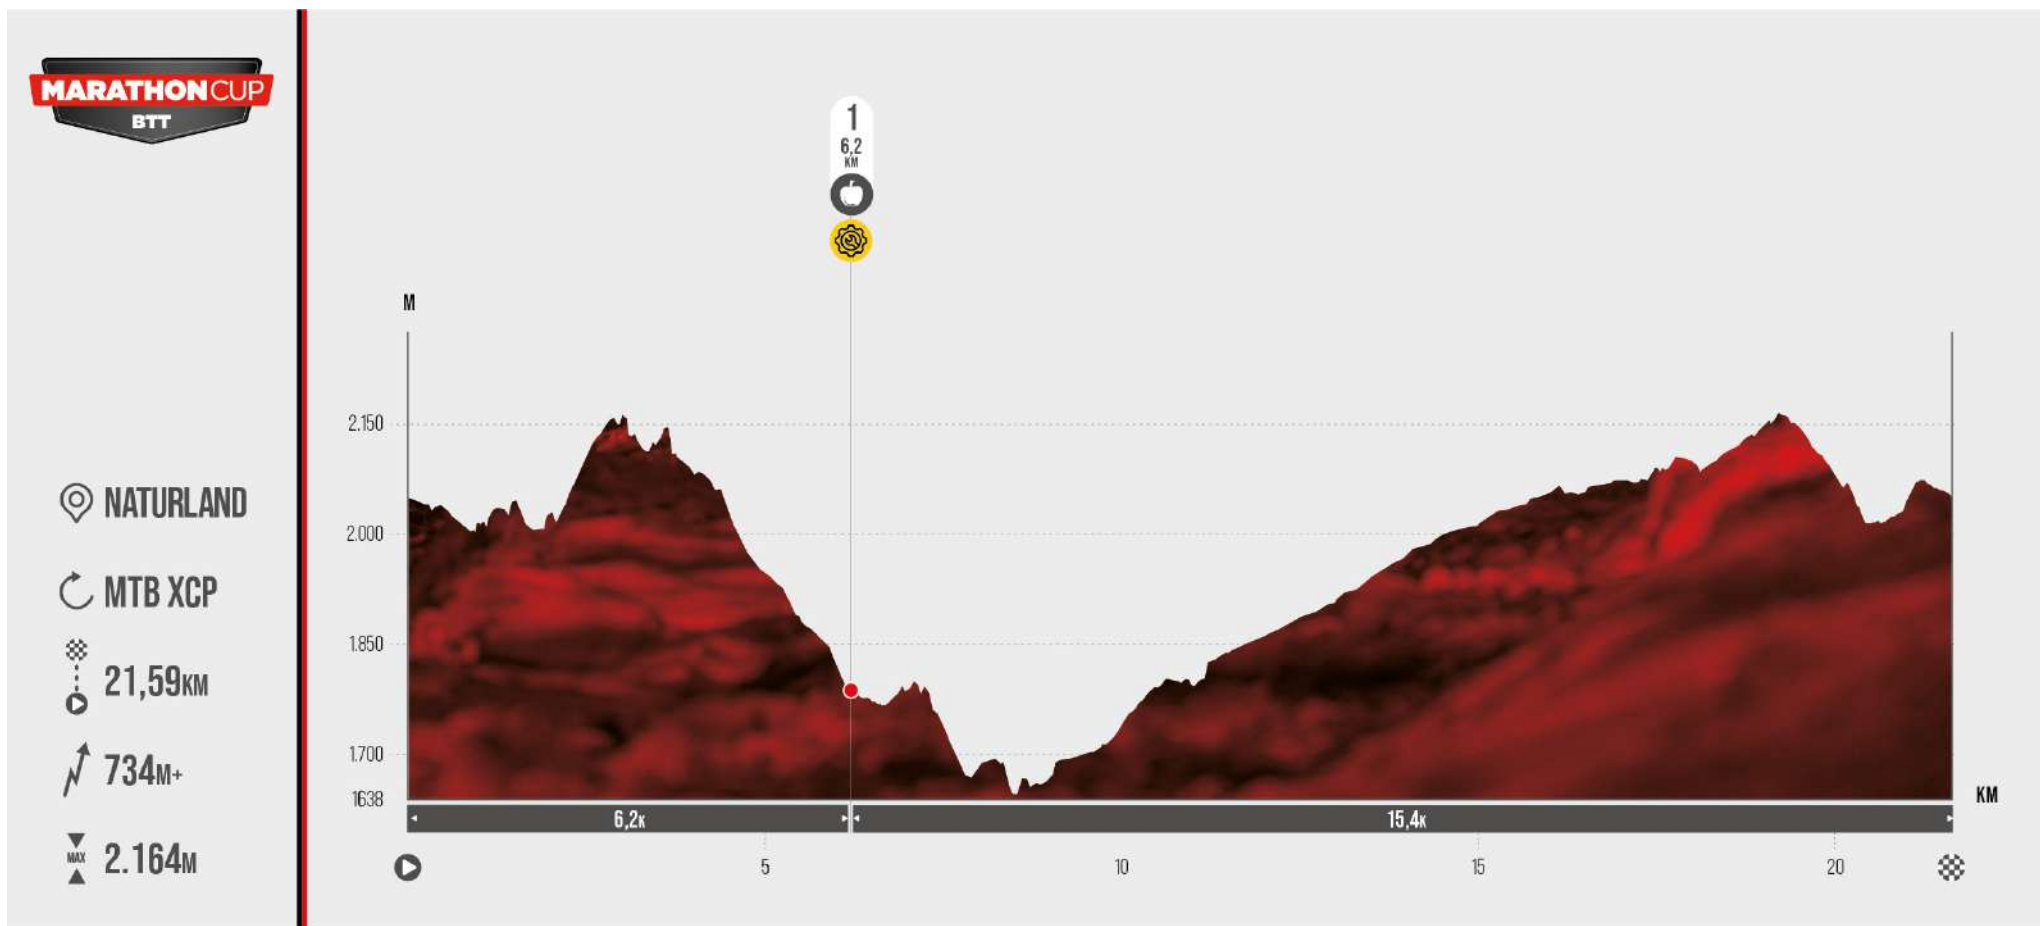 MARATHONCUP
BTT
NATURLAND
MTB XCP
21,59KM
734M+
MAX
2.164M
1
6,2
KM
M
2.150
2.000
1.850
1.700
1638
KM
6,2K
15,4K
5
10
15
20